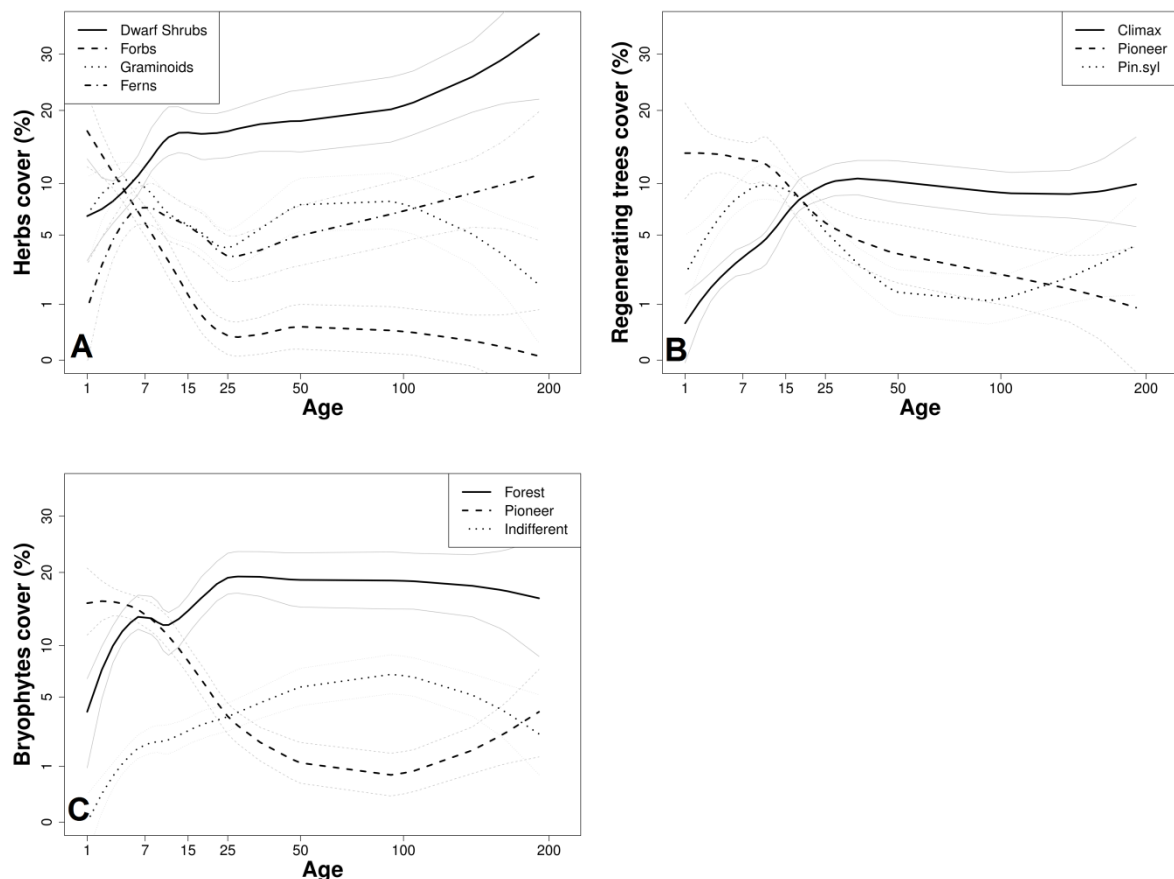 Dwarf Shrubs
Forbs
Graminoids
Ferns
Herbs cover (%)
30
20
10
5
1
0
A
1 7 15 25 50 100 200
Age
Climax
Pioneer
Pin.syl
Regenerating trees cover (%)
30
20
10
5
1
0
B
1 7 15 25 50 100 200
Age
Forest
Pioneer
Indifferent
Bryophytes cover (%)
30
20
10
5
1
0
C
1 7 15 25 50 100 200
Age